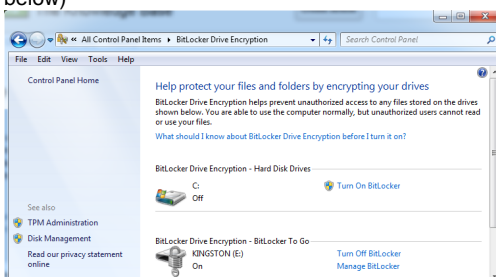 below)
« All Control Panel Items ▸ BitLocker Drive Encryption
Search Control Panel
File Edit View Tools Help
Control Panel Home
Help protect your files and folders by encrypting your drives
BitLocker Drive Encryption helps prevent unauthorized access to any files stored on the drives
shown below. You are able to use the computer normally, but unauthorized users cannot read
or use your files.
What should I know about BitLocker Drive Encryption before I turn it on?
BitLocker Drive Encryption - Hard Disk Drives
C:
Off
Turn On BitLocker
See also
TPM Administration
Disk Management
Read our privacy statement
online
BitLocker Drive Encryption - BitLocker To Go
KINGSTON (E:)
On
Turn Off BitLocker
Manage BitLocker